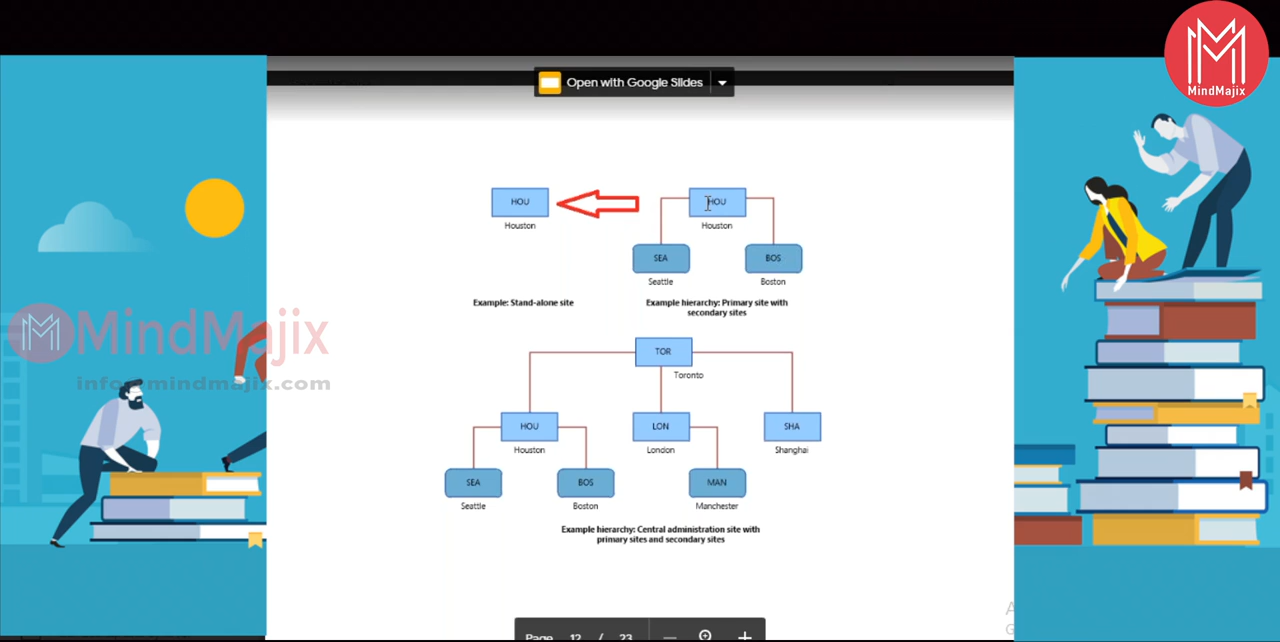 MindMajix
Open with Google Slides
HOU
Houston
HOU
Houston
SEA
Seattle
BOS
Boston
Example: Stand-alone site
Example hierarchy: Primary site with
secondary sites
MindMajix
info@mindmajix.com
TOR
Toronto
HOU
Houston
LON
London
SHA
Shanghai
SEA
Seattle
BOS
Boston
MAN
Manchester
Example hierarchy: Central administration site with
primary sites and secondary sites
Page 12 / 23